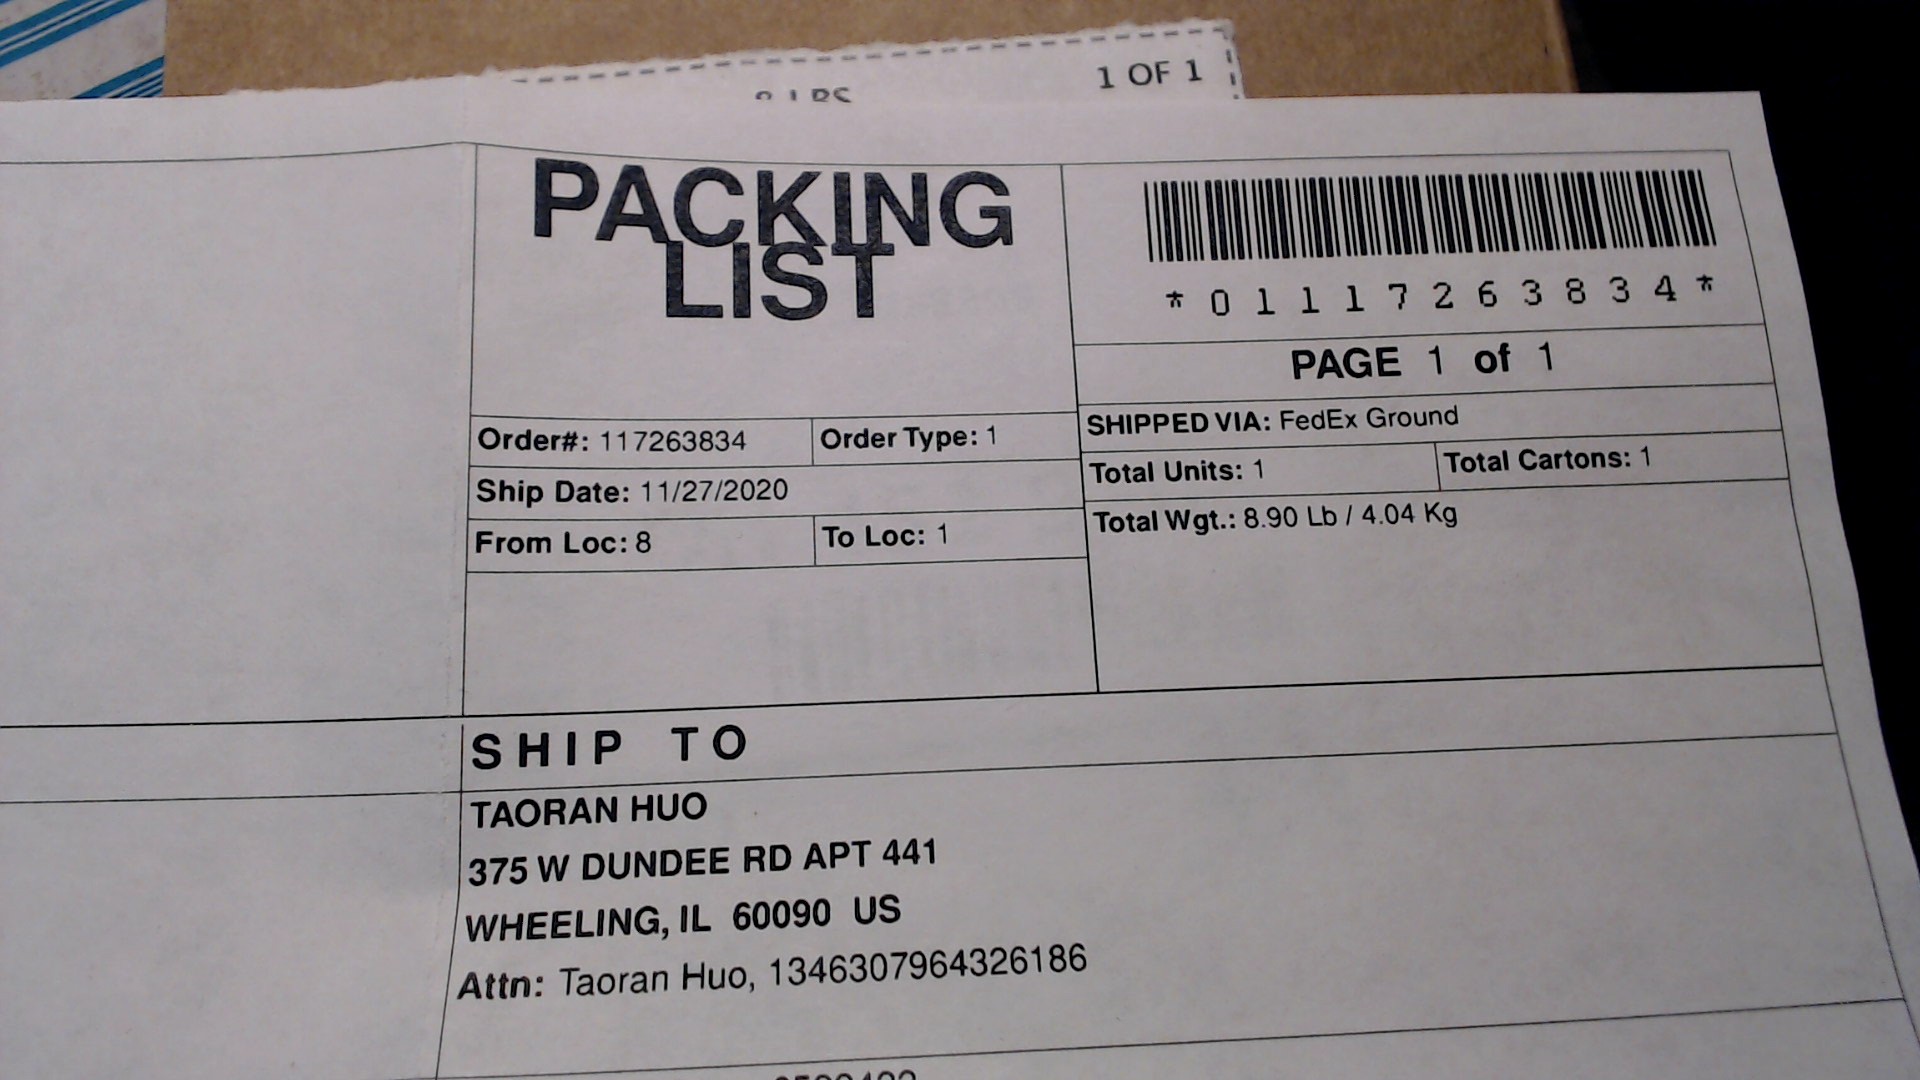 1 OF 1
PACKING
LIST
*0111726 3834*
PAGE 1 of 1
Order#: 117263834
Order Type: 1
SHIPPED VIA: FedEx Ground
Ship Date: 11/27/2020
Total Units: 1
Total Cartons: 1
From Loc: 8
To Loc: 1
Total Wgt.: 8.90 Lb / 4.04 Kg
SHIP TO
TAORAN HUO
375 W DUNDEE RD APT 441
WHEELING, IL 60090 US
Attn: Taoran Huo, 1346307964326186